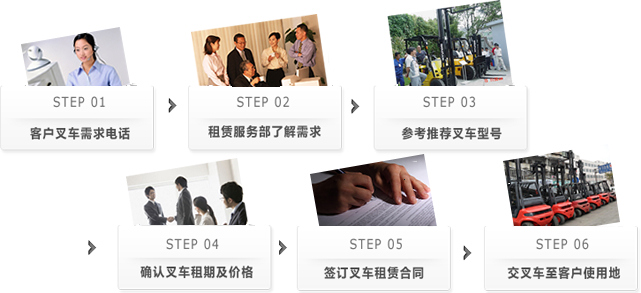 STEP 01
客户叉车需求电话
STEP 02
租赁服务部了解需求
STEP 03
参考推荐叉车型号
STEP 04
确认叉车租期及价格
STEP 05
签订叉车租赁合同
STEP 06
交叉车至客户使用地